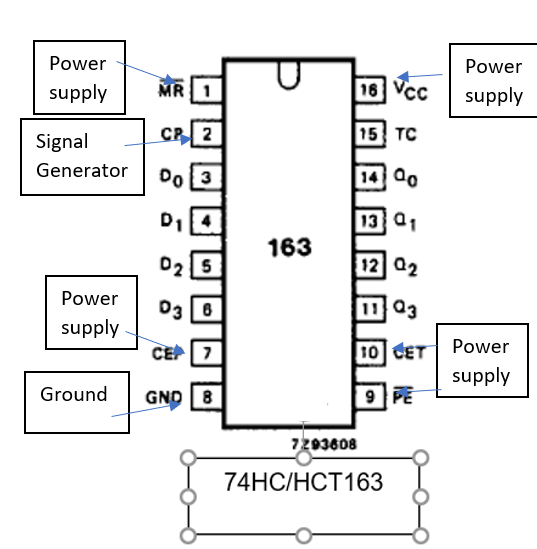 Power
supply
Power
supply
MR 1
16 VCC
Signal
Generator
CP 2
15 TC
D0 3
14 Q0
D1 4
13 Q1
163
D2 5
12 Q2
D3 6
11 Q3
Power
supply
CEP 7
10 CET
Power
supply
Ground
GND 8
9 PE
7Z93608
74HC/HCT163